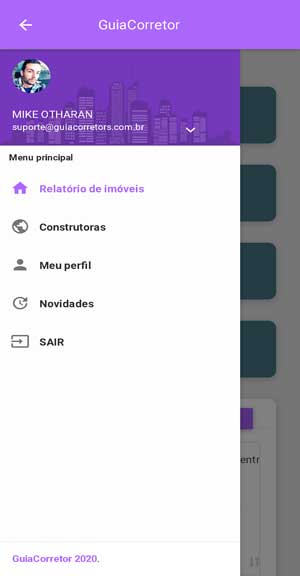 GuiaCorretor
MIKE OTHARAN
suporte@guiacorretors.com.br
Menu principal
Relatório de imóveis
Construtoras
Meu perfil
Novidades
SAIR
entr
GuiaCorretor 2020.